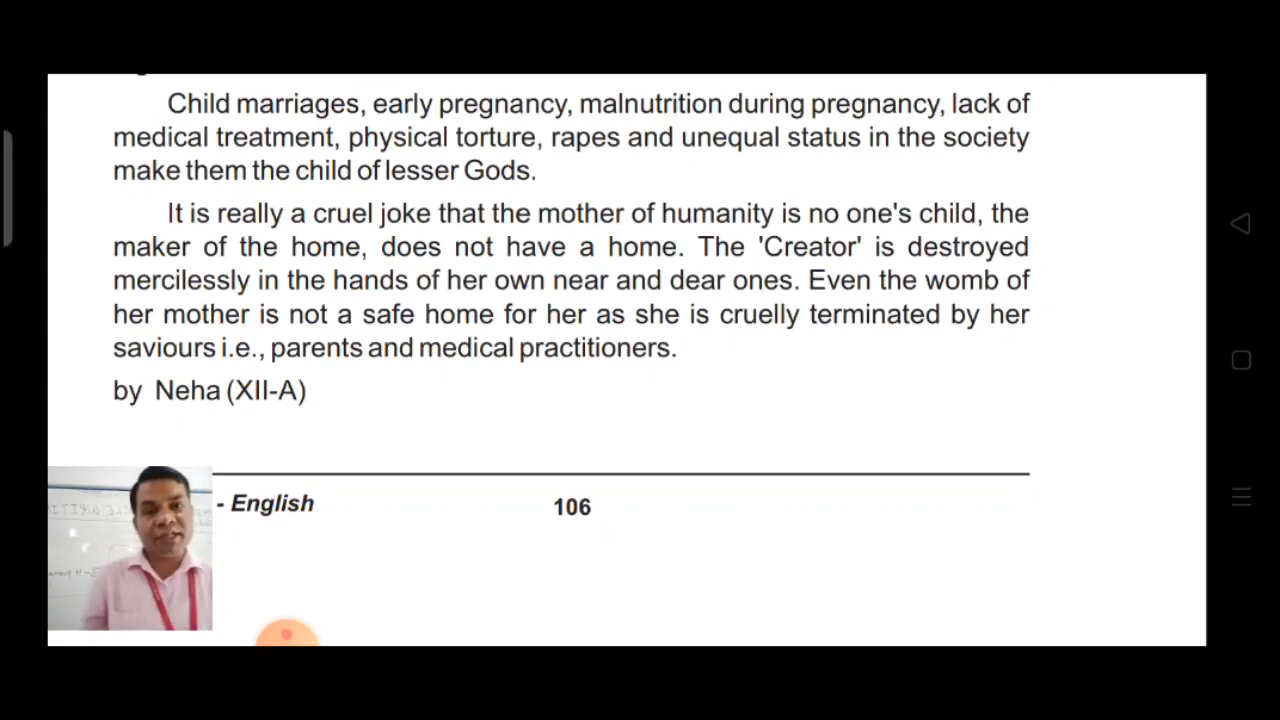 Child marriages, early pregnancy, malnutrition during pregnancy, lack of
medical treatment, physical torture, rapes and unequal status in the society
make them the child of lesser Gods.
It is really a cruel joke that the mother of humanity is no one's child, the
maker of the home, does not have a home. The 'Creator' is destroyed
mercilessly in the hands of her own near and dear ones. Even the womb of
her mother is not a safe home for her as she is cruelly terminated by her
saviours i.e., parents and medical practitioners.
by Neha (XII-A)
- English
106